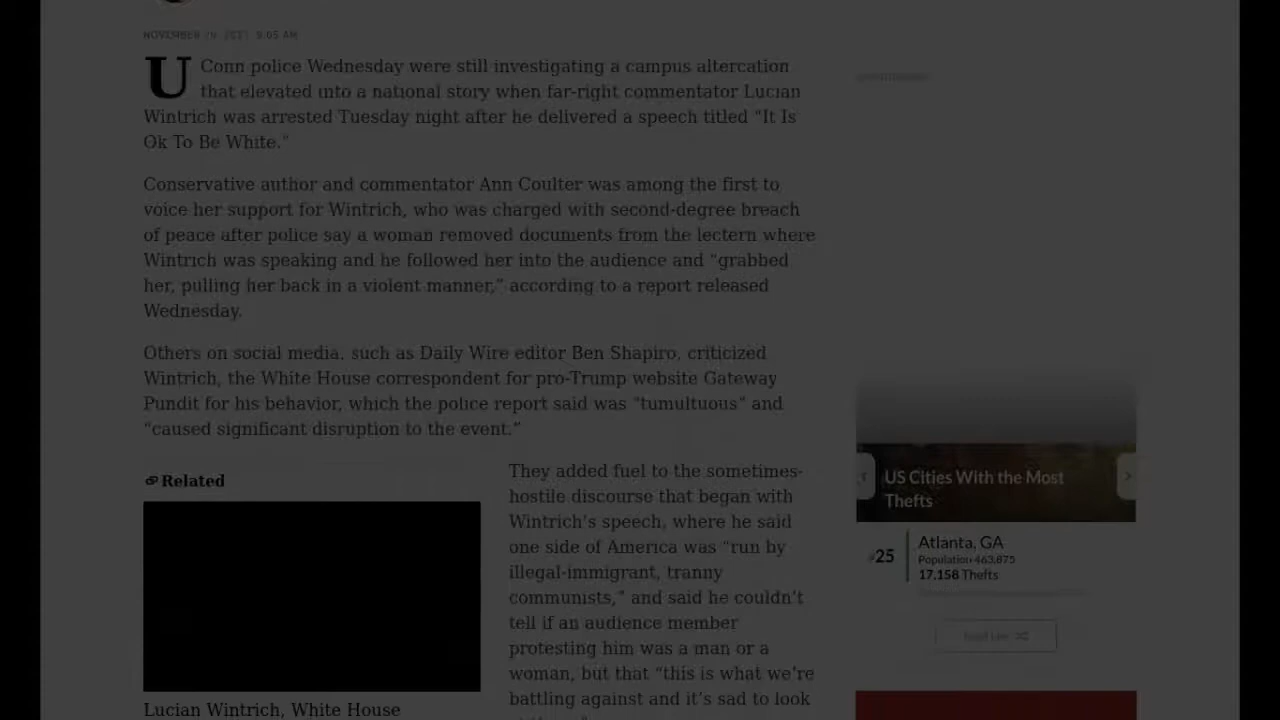 NOVEMBER 29, 2017, 9:05 AM
UConn police Wednesday were still investigating a campus altercation
that elevated into a national story when far-right commentator Lucian
Wintrich was arrested Tuesday night after he delivered a speech titled “It Is
Ok To Be White.”
Conservative author and commentator Ann Coulter was among the first to
voice her support for Wintrich, who was charged with second-degree breach
of peace after police say a woman removed documents from the lectern where
Wintrich was speaking and he followed her into the audience and “grabbed
her, pulling her back in a violent manner,” according to a report released
Wednesday.
Others on social media, such as Daily Wire editor Ben Shapiro, criticized
Wintrich, the White House correspondent for pro-Trump website Gateway
Pundit for his behavior, which the police report said was “tumultuous” and
“caused significant disruption to the event.”
Related
Lucian Wintrich, White House
They added fuel to the sometimes-
hostile discourse that began with
Wintrich’s speech, where he said
one side of America was “run by
illegal-immigrant, tranny
communists,” and said he couldn’t
tell if an audience member
protesting him was a man or a
woman, but that “this is what we’re
battling against and it’s sad to look
US Cities With the Most
Thefts
#25
Atlanta, GA
Population 463,875
17,158 Thefts